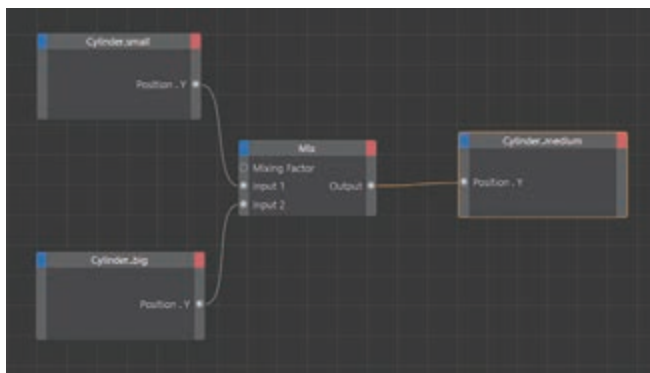 Cylinder.small
Position . Y
Mix
Mixing Factor
Input 1
Output
Input 2
Cylinder.medium
Position . Y
Cylinder.big
Position . Y